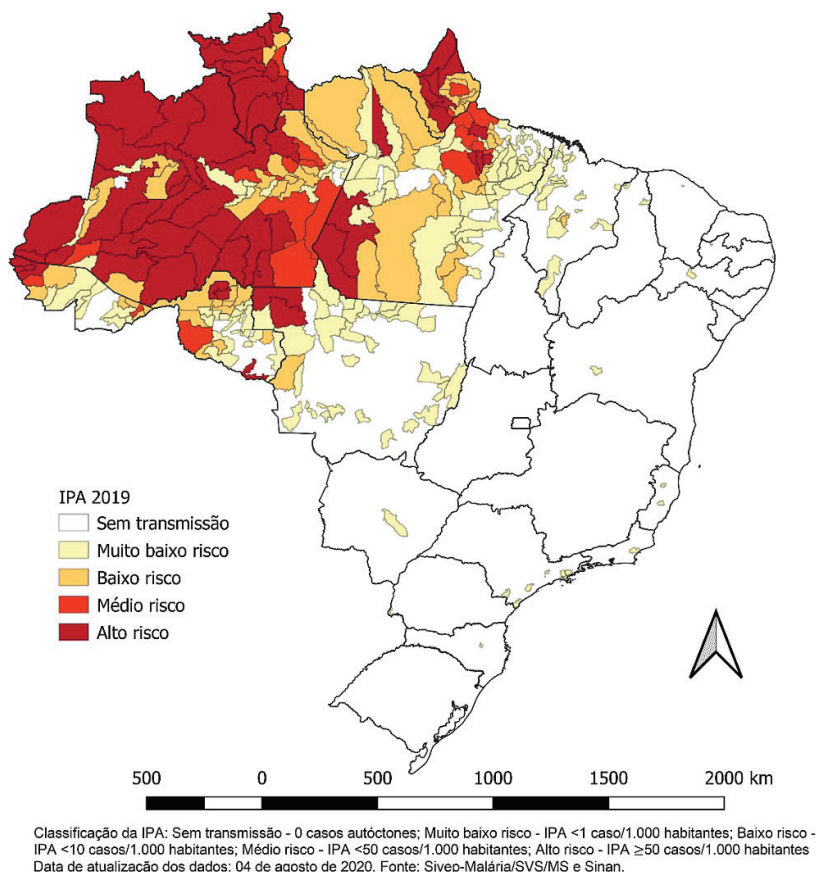 IPA 2019
Sem transmissão
Muito baixo risco
Baixo risco
Médio risco
Alto risco
500 0 500 1000 1500 2000 km
Classificação da IPA: Sem transmissão - 0 casos autóctones; Muito baixo risco - IPA <1 caso/1.000 habitantes; Baixo risco -
IPA <10 casos/1.000 habitantes; Médio risco - IPA <50 casos/1.000 habitantes; Alto risco - IPA ≥50 casos/1.000 habitantes
Data de atualização dos dados: 04 de agosto de 2020. Fonte: Sivep-Malária/SVS/MS e Sinan.